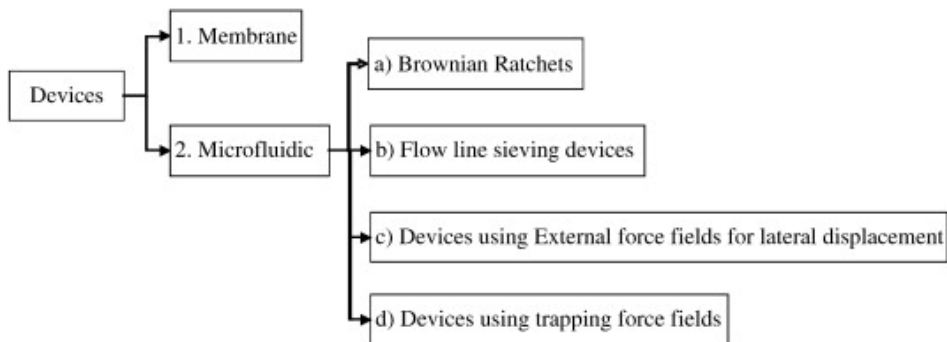 1. Membrane
Devices
2. Microfluidic
a) Brownian Ratchets
b) Flow line sieving devices
c) Devices using External force fields for lateral displacement
d) Devices using trapping force fields